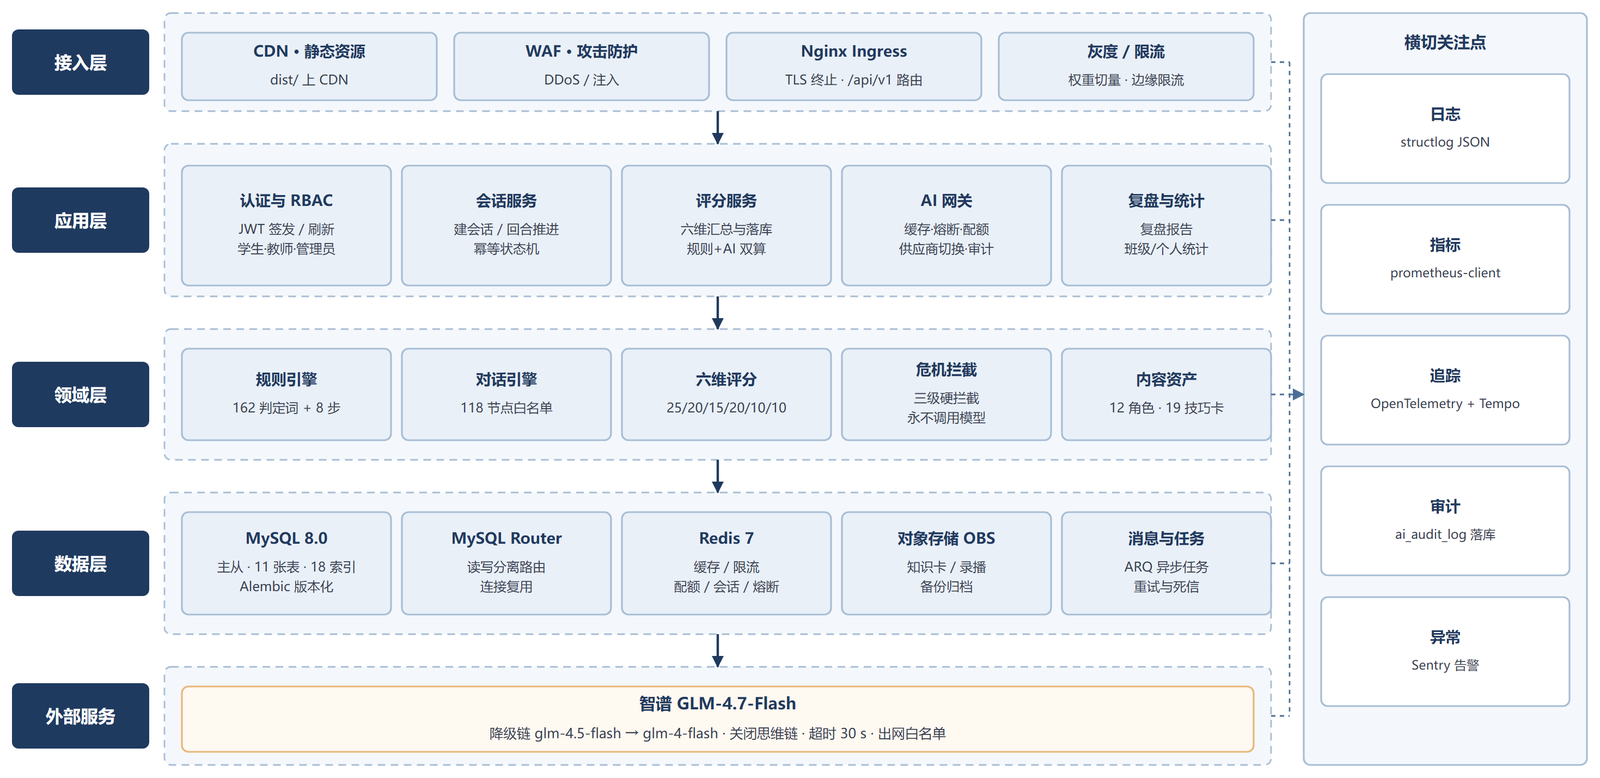 接入层
CDN · 静态资源
dist/ 上 CDN
WAF · 攻击防护
DDoS / 注入
Nginx Ingress
TLS 终止 · /api/v1 路由
灰度 / 限流
权重切量 · 边缘限流
应用层
认证与 RBAC
JWT 签发 / 刷新
学生·教师·管理员
会话服务
建会话 / 回合推进
幂等状态机
评分服务
六维汇总与落库
规则+AI 双算
AI 网关
缓存·熔断·配额
供应商切换·审计
复盘与统计
复盘报告
班级/个人统计
领域层
规则引擎
162 判定词 + 8 步
对话引擎
118 节点白名单
六维评分
25/20/15/20/10/10
危机拦截
三级硬拦截
永不调用模型
内容资产
12 角色 · 19 技巧卡
数据层
MySQL 8.0
主从 · 11 张表 · 18 索引
Alembic 版本化
MySQL Router
读写分离路由
连接复用
Redis 7
缓存 / 限流
配额 / 会话 / 熔断
对象存储 OBS
知识卡 / 录播
备份归档
消息与任务
ARQ 异步任务
重试与死信
外部服务
智谱 GLM-4.7-Flash
降级链 glm-4.5-flash → glm-4-flash · 关闭思维链 · 超时 30 s · 出网白名单
横切关注点
日志
structlog JSON
指标
prometheus-client
追踪
OpenTelemetry + Tempo
审计
ai_audit_log 落库
异常
Sentry 告警